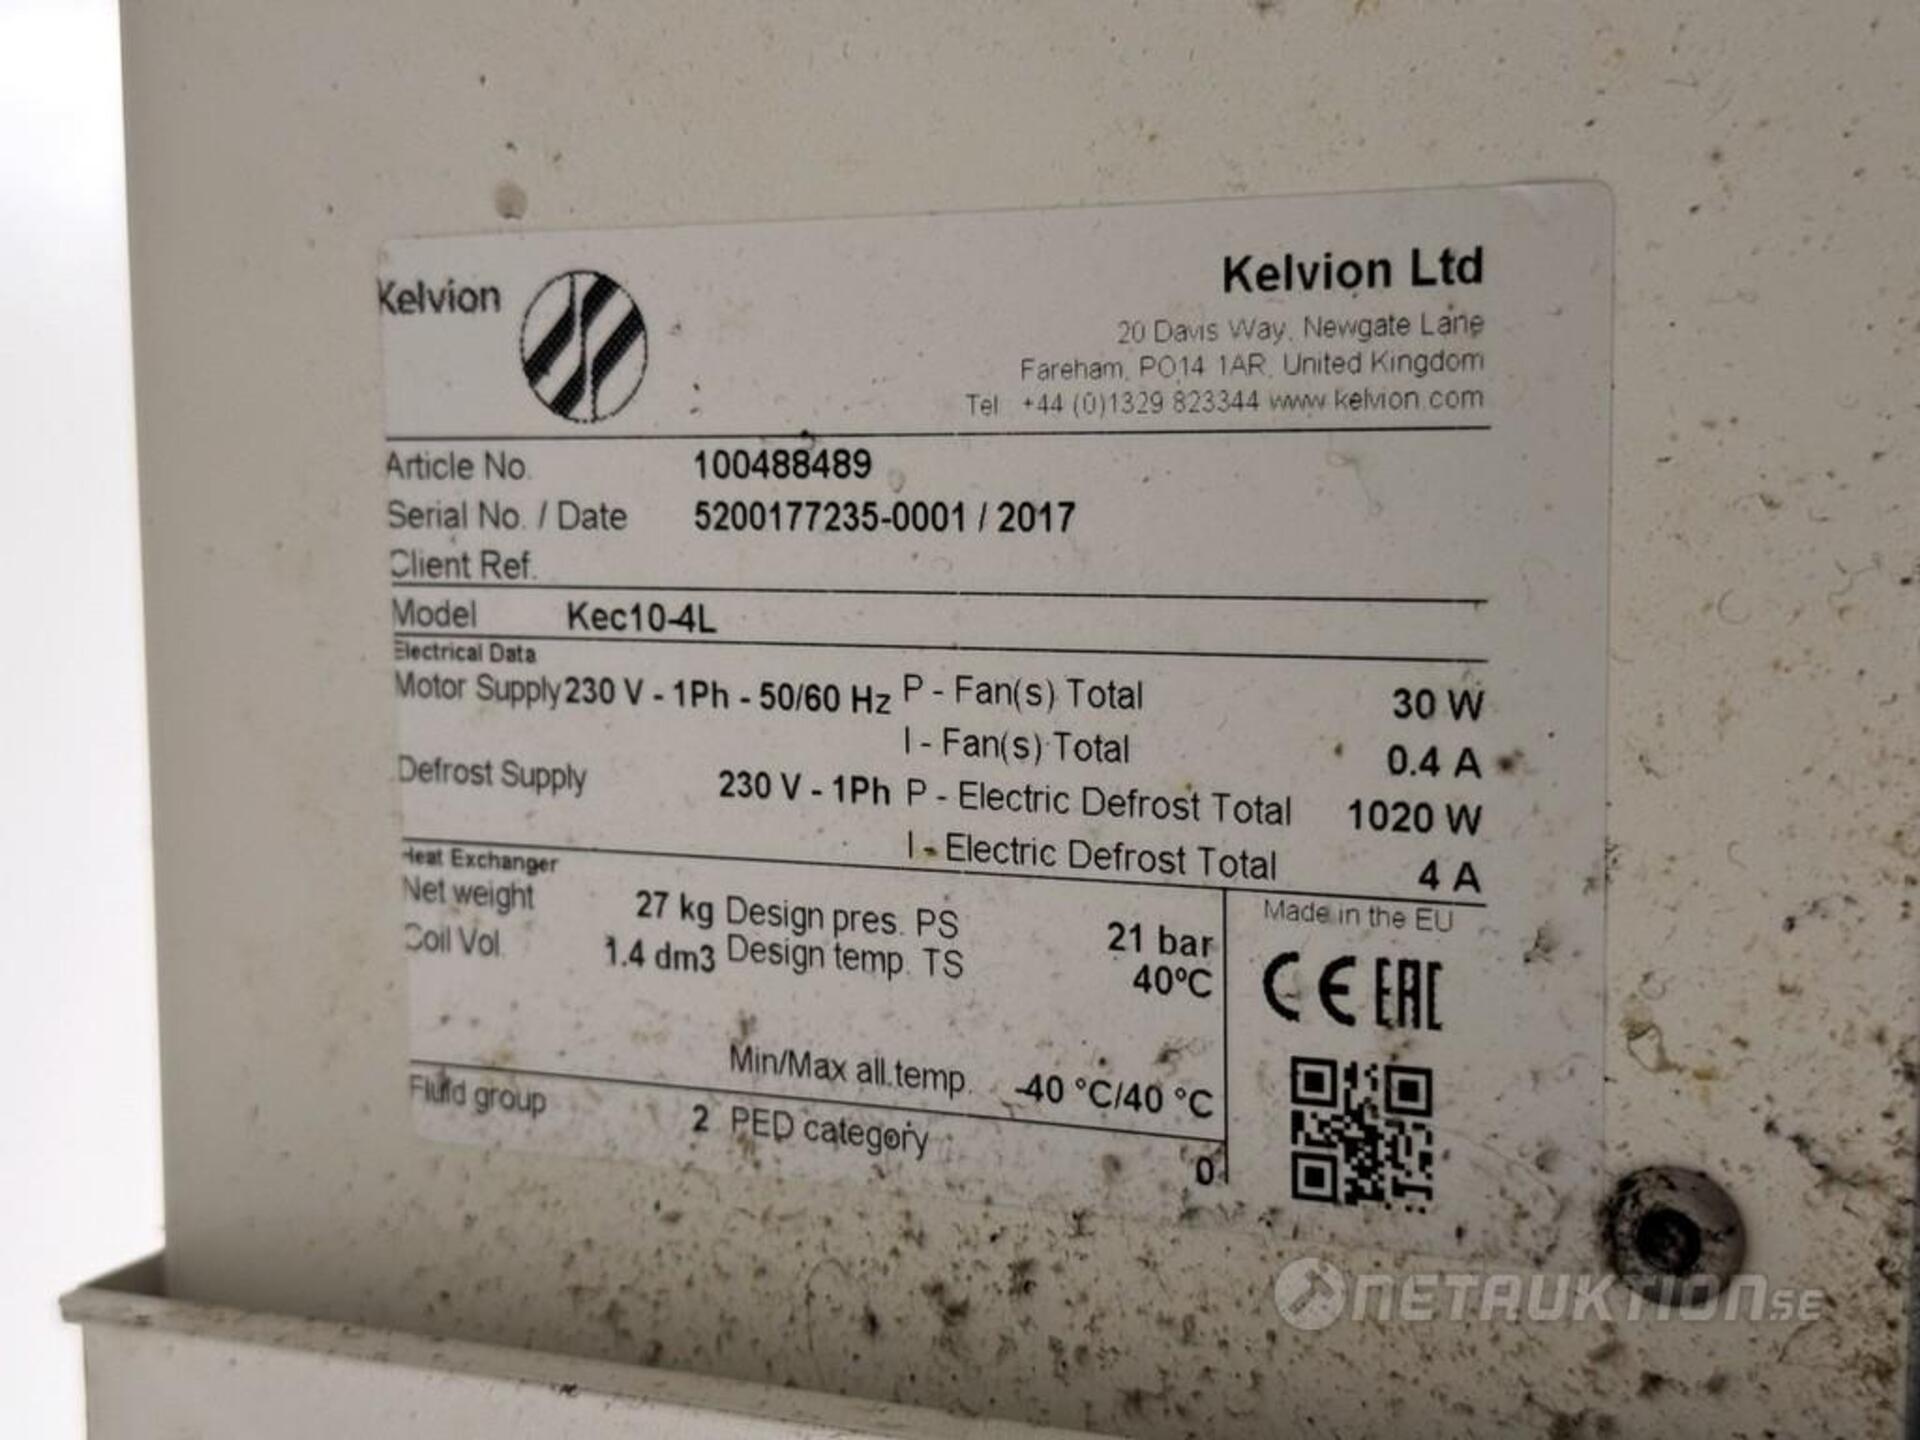 Kelvion
Kelvion Ltd
20 Davis Way, Newgate Lane
Fareham, PO14 1AR, United Kingdom
Tel +44 (0)1329 823344 www.kelvion.com
Article No. 100488489
Serial No. / Date 5200177235-0001 / 2017
Client Ref.
Model Kec10-4L
Electrical Data
Motor Supply 230 V - 1Ph - 50/60 Hz P - Fan(s) Total 30 W
I - Fan(s) Total 0.4 A
Defrost Supply 230 V - 1Ph P - Electric Defrost Total 1020 W
I - Electric Defrost Total 4 A
Heat Exchanger
Net weight 27 kg Design pres. PS 21 bar
Coil Vol. 1.4 dm3 Design temp. TS 40ºC
Min/Max all.temp. -40 °C/40 °C
Fluid group 2 PED category 0
Made in the EU
CE EAC
NETAUKTION.SE